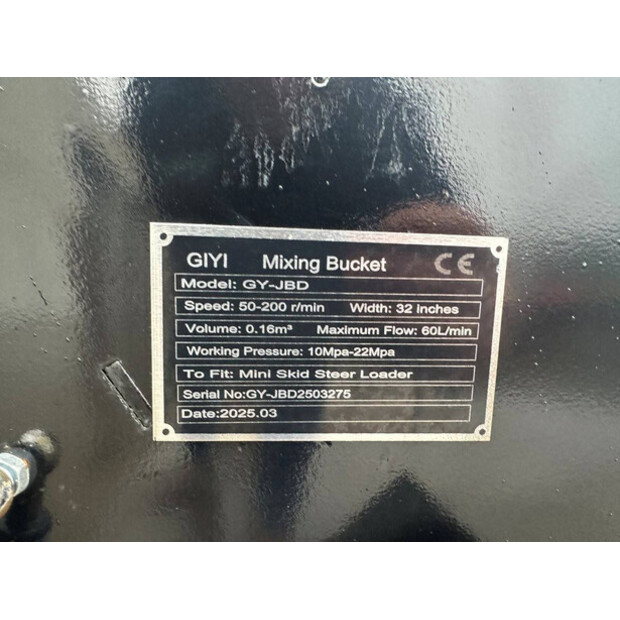 GIYI Mixing Bucket CE
Model: GY-JBD
Speed: 50-200 r/min Width: 32 inches
Volume: 0.16m³ Maximum Flow: 60L/min
Working Pressure: 10Mpa-22Mpa
To Fit: Mini Skid Steer Loader
Serial No:GY-JBD2503275
Date:2025.03